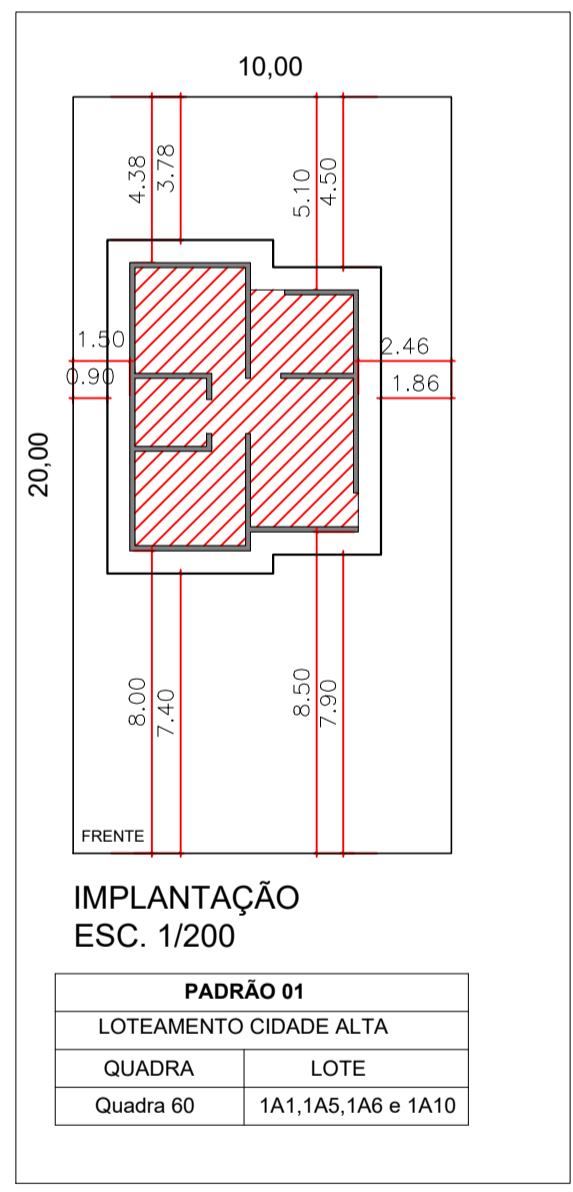 10,00
4.38
3.78
5.10
4.50
1.50
2.46
0.90
1.86
20,00
8.00
7.40
8.50
7.90
FRENTE
IMPLANTAÇÃO
ESC. 1/200
PADRÃO 01
LOTEAMENTO CIDADE ALTA
QUADRA LOTE
Quadra 60 1A1,1A5,1A6 e 1A10